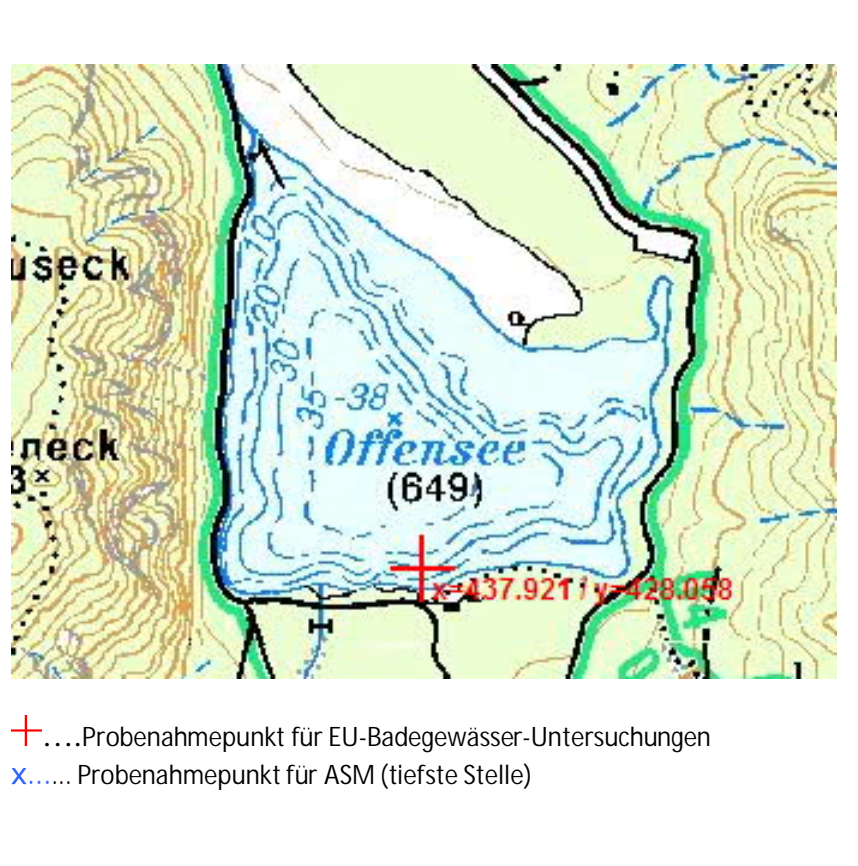 10
useck
20
30
35
-38
x
Offensee
neck
(649)
3×
x=437.921 / y=428.058
+....Probenahmepunkt für EU-Badegewässer-Untersuchungen
x...... Probenahmepunkt für ASM (tiefste Stelle)